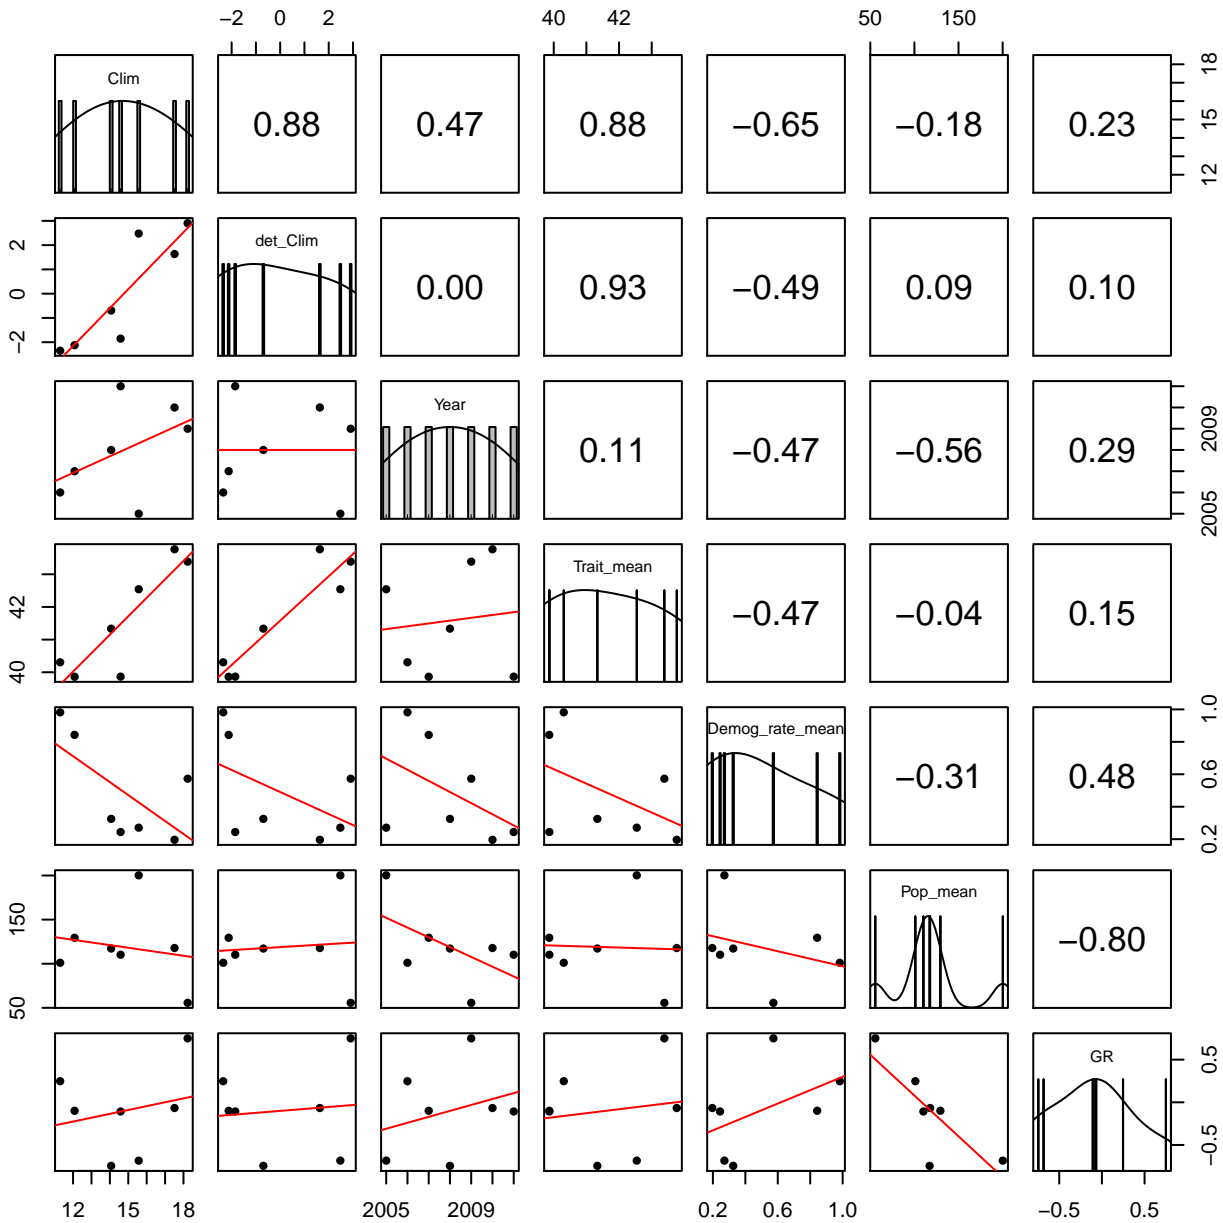 −2 0 2 40 42 50 150
Clim 0.88 0.47 0.88 −0.65 −0.18 0.23 12 15 18
−2 0 2 det_Clim 0.00 0.93 −0.49 0.09 0.10
Year 0.11 −0.47 −0.56 0.29 2005 2009
40 42 Trait_mean −0.47 −0.04 0.15
Demog_rate_mean −0.31 0.48 0.2 0.6 1.0
50 150 Pop_mean −0.80
GR −0.5 0.5
12 15 18 2005 2009 0.2 0.6 1.0 −0.5 0.5